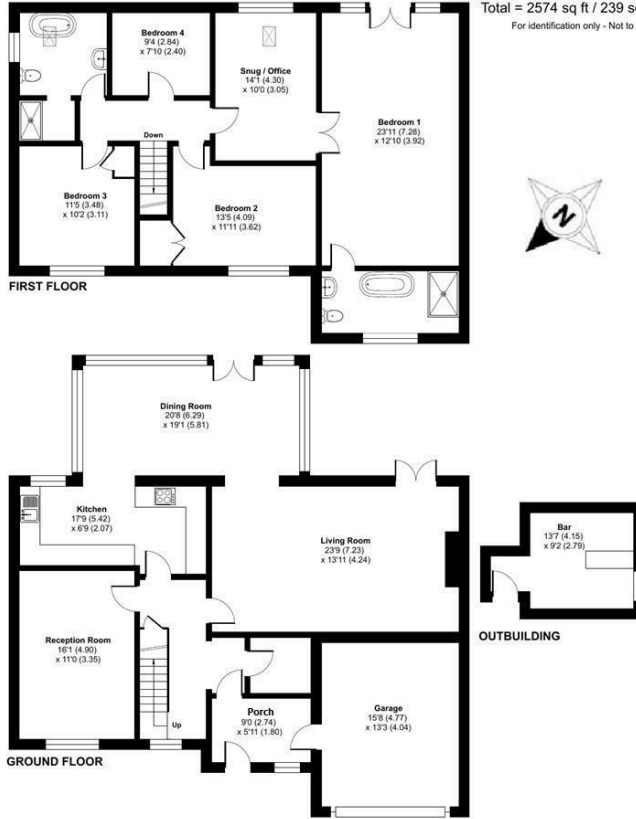 Total = 2574 sq ft / 239 s
For identification only - Not to
Bedroom 4
9'4 (2.84)
x 7'10 (2.40)
Snug / Office
14'1 (4.30)
x 10'0 (3.05)
Bedroom 1
23'11 (7.28)
x 12'10 (3.92)
Down
Bedroom 3
11'5 (3.48)
x 10'2 (3.11)
Bedroom 2
13'5 (4.09)
x 11'11 (3.62)
N
FIRST FLOOR
Dining Room
20'8 (6.29)
x 19'1 (5.81)
Kitchen
17'9 (5.42)
x 6'9 (2.07)
Living Room
23'9 (7.23)
x 13'11 (4.24)
Bar
13'7 (4.15)
x 9'2 (2.79)
OUTBUILDING
Reception Room
16'1 (4.90)
x 11'0 (3.35)
Up
Porch
9'0 (2.74)
x 5'11 (1.80)
Garage
15'8 (4.77)
x 13'3 (4.04)
GROUND FLOOR